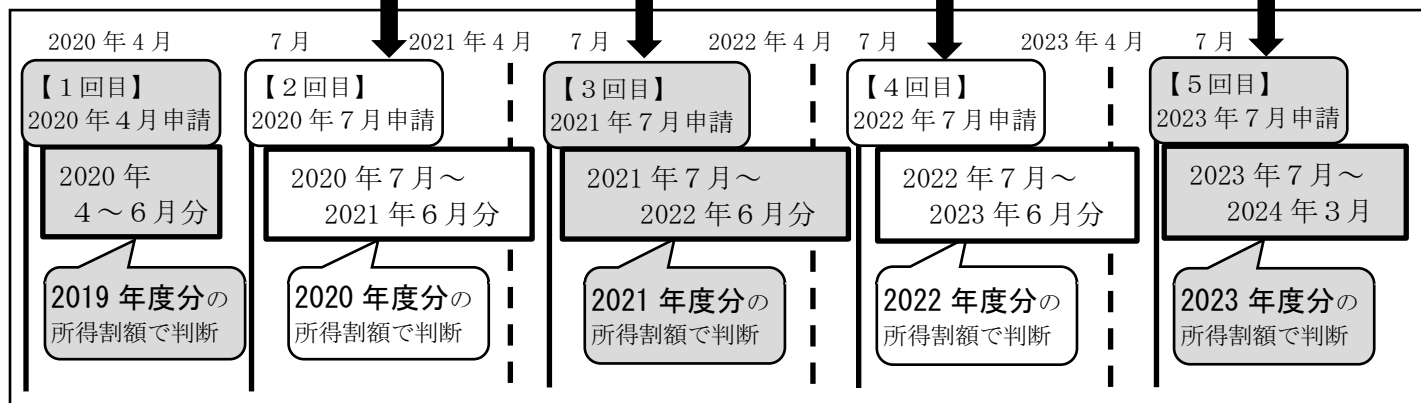 2020年4月 7月 2021年4月 7月 2022年4月 7月 2023年4月 7月
【1回目】
2020年4月申請
【2回目】
2020年7月申請
【3回目】
2021年7月申請
【4回目】
2022年7月申請
【5回目】
2023年7月申請
2020年
4～6月分
2020年7月～
2021年6月分
2021年7月～
2022年6月分
2022年7月～
2023年6月分
2023年7月～
2024年3月
2019年度分の
所得割額で判断
2020年度分の
所得割額で判断
2021年度分の
所得割額で判断
2022年度分の
所得割額で判断
2023年度分の
所得割額で判断